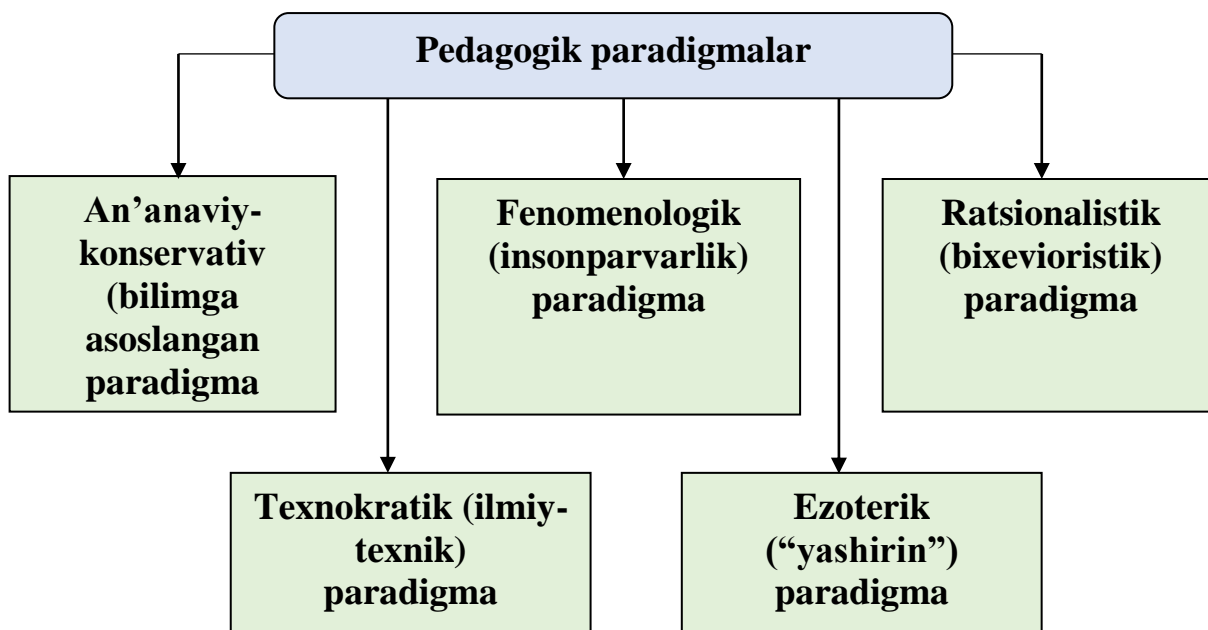 Pedagogik paradigmalar
An’anaviy-
konservativ
(bilimga
asoslangan
paradigma
Fenomenologik
(insonparvarlik)
paradigma
Ratsionalistik
(bixevioristik)
paradigma
Texnokratik (ilmiy-
texnik)
paradigma
Ezoterik
(“yashirin”)
paradigma